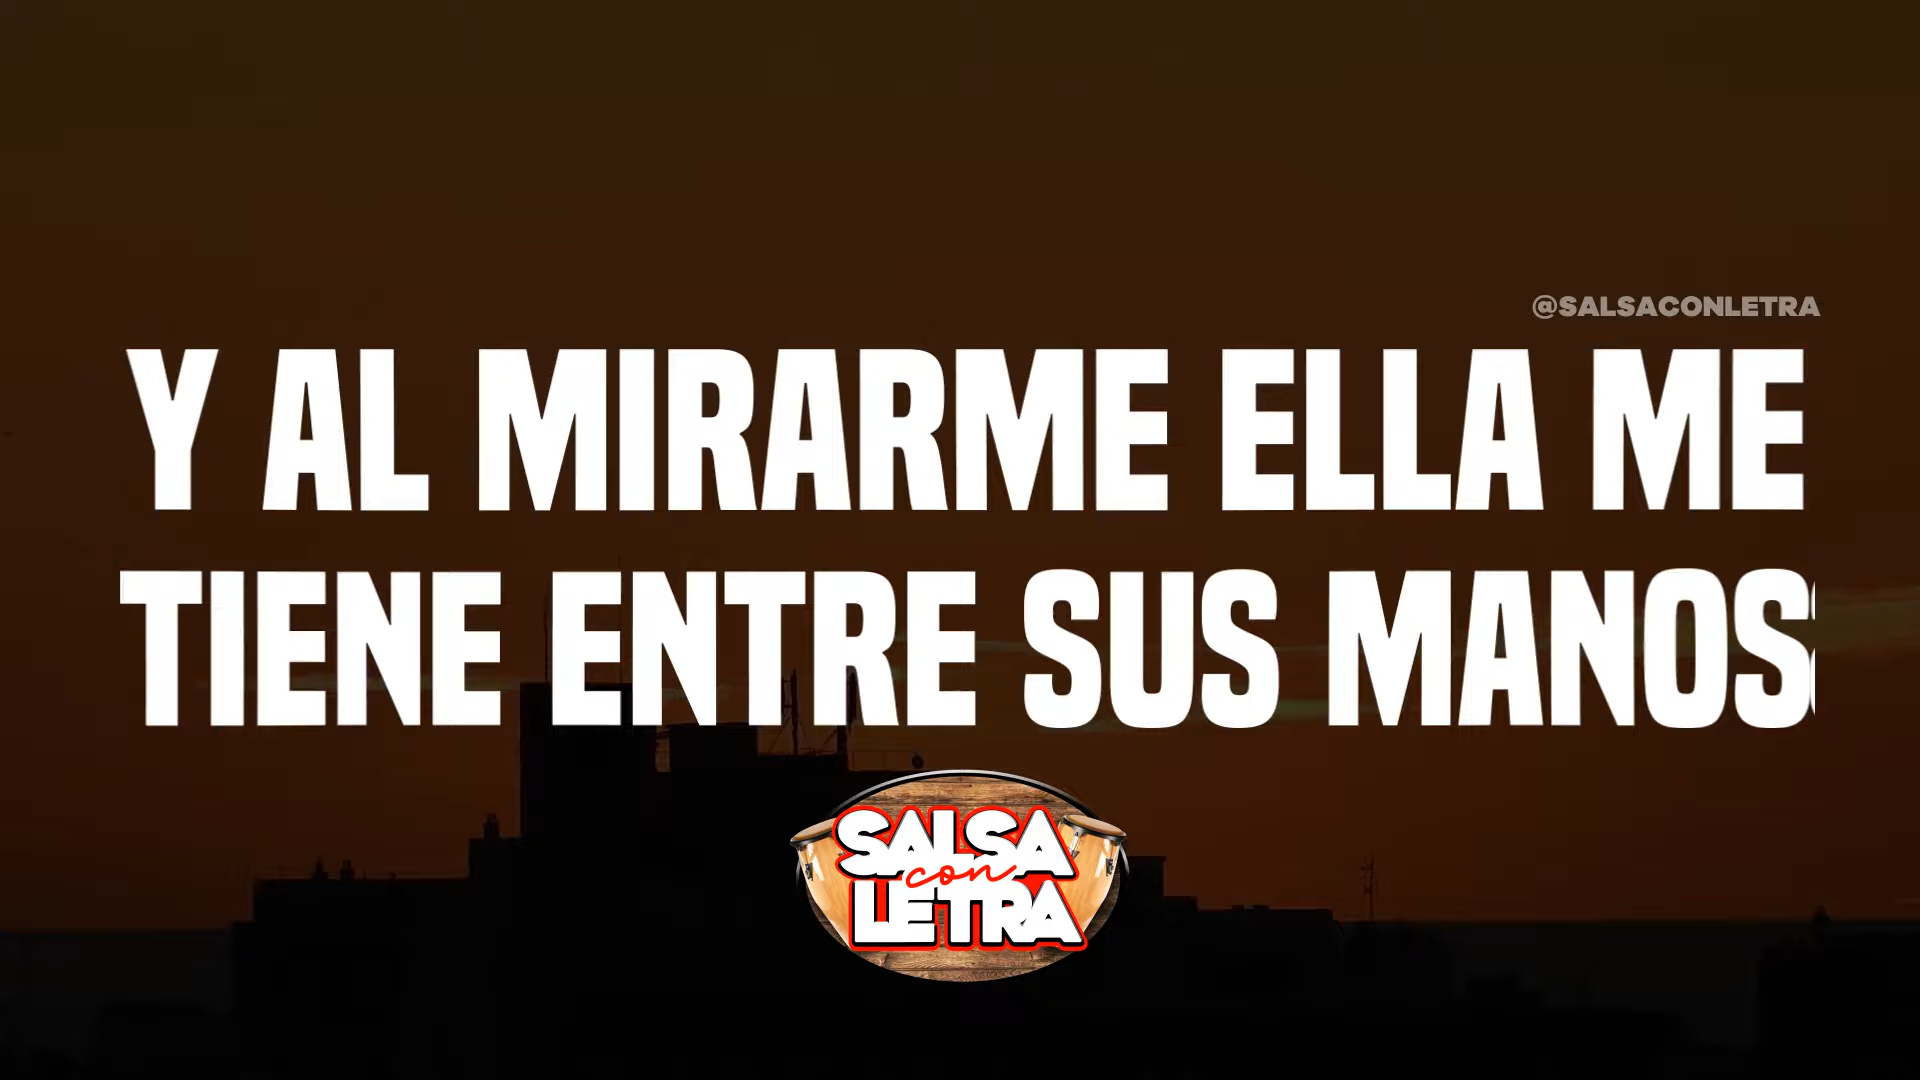 @SALSACONLETRA
Y AL MIRARME ELLA ME
TIENE ENTRE SUS MANOS
SALSA
con
LETRA